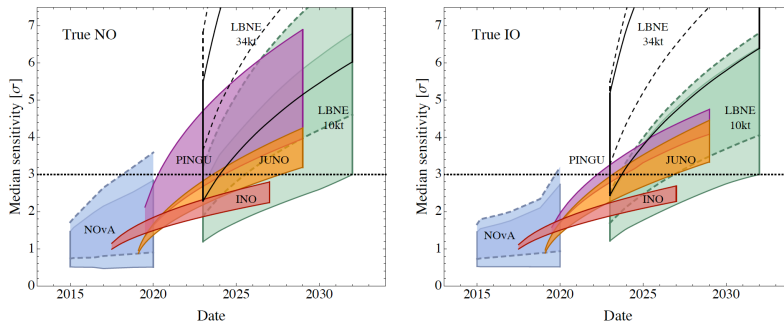 True NO
LBNE
34kt
LBNE
10kt
PINGU
JUNO
INO
NOνA
Median sensitivity [σ]
7
6
5
4
3
2
1
0
2015
2020
2025
2030
Date
True IO
LBNE
34kt
LBNE
10kt
PINGU
JUNO
INO
NOνA
Median sensitivity [σ]
7
6
5
4
3
2
1
0
2015
2020
2025
2030
Date